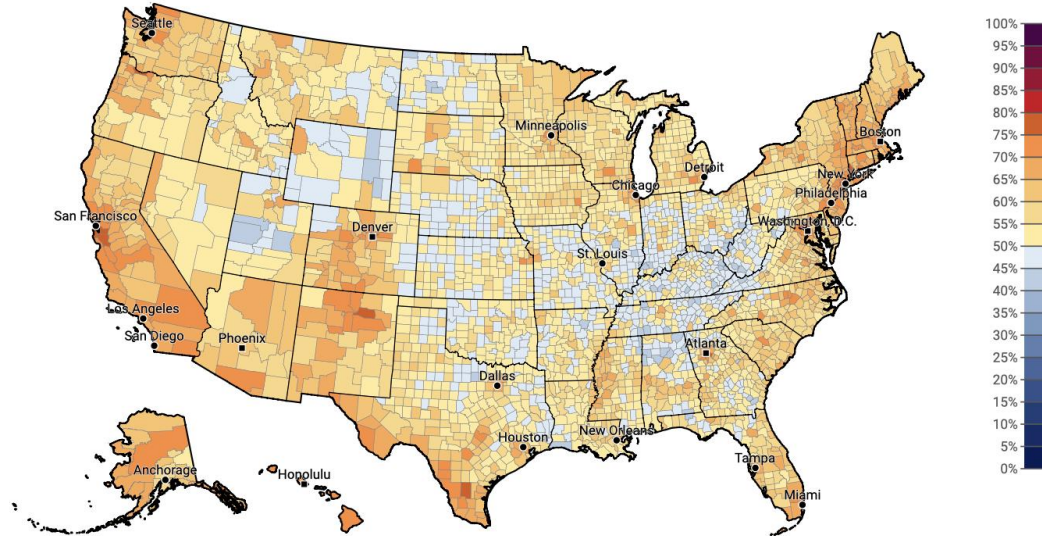 Seattle
Minneapolis
Boston
Detroit
New York
Chicago
Philadelphia
San Francisco
Denver
Washington, D.C.
St. Louis
Los Angeles
San Diego
Phoenix
Atlanta
Dallas
Houston
New Orleans
Anchorage
Honolulu
Tampa
Miami
100%
95%
90%
85%
80%
75%
70%
65%
60%
55%
50%
45%
40%
35%
30%
25%
20%
15%
10%
5%
0%